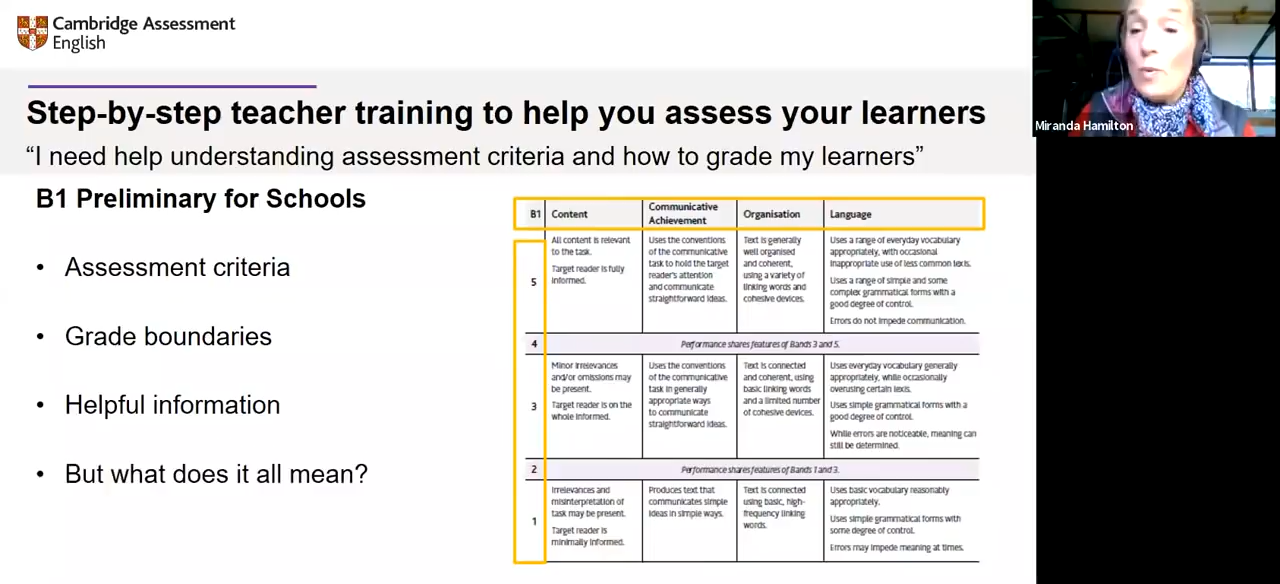 Cambridge Assessment
English
Miranda Hamilton
Step-by-step teacher training to help you assess your learners
“I need help understanding assessment criteria and how to grade my learners”
B1 Preliminary for Schools
• Assessment criteria
• Grade boundaries
• Helpful information
• But what does it all mean?
B1
Content
Communicative
Achievement
Organisation
Language
5
All content is relevant
to the task.
Target reader is fully
informed.
Uses the conventions
of the communicative
task to hold the target
reader's attention
and communicate
straightforward ideas.
Text is generally
well organised
and coherent,
using a variety of
linking words and
cohesive devices.
Uses a range of everyday vocabulary
appropriately, with occasional
inappropriate use of less common lexis.
Uses a range of simple and some
complex grammatical forms with a
good degree of control.
Errors do not impede communication.
4
Performance shares features of Bands 3 and 5.
3
Minor irrelevances
and/or omissions may
be present.
Target reader is on the
whole informed.
Uses the conventions
of the communicative
task in generally
appropriate ways
to communicate
straightforward ideas.
Text is connected
and coherent, using
basic linking words
and a limited number
of cohesive devices.
Uses everyday vocabulary generally
appropriately, while occasionally
overusing certain lexis.
Uses simple grammatical forms with a
good degree of control.
While errors are noticeable, meaning can
still be determined.
2
Performance shares features of Bands 1 and 3.
1
Irrelevances and
misinterpretation of
task may be present.
Target reader is
minimally informed.
Produces text that
communicates simple
ideas in simple ways.
Text is connected
using basic, high-
frequency linking
words.
Uses basic vocabulary reasonably
appropriately.
Uses simple grammatical forms with
some degree of control.
Errors may impede meaning at times.